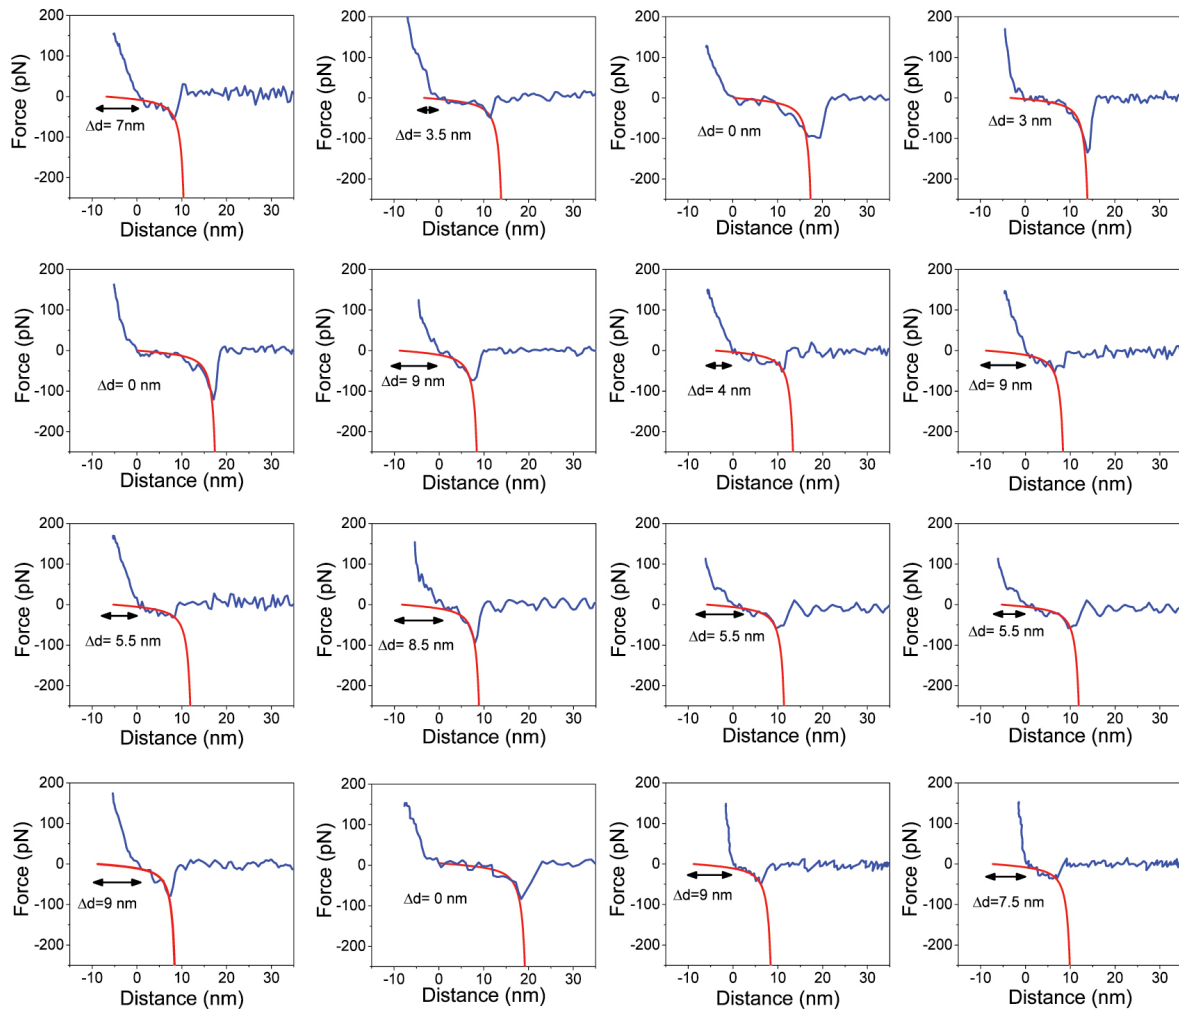 Force (pN)
200
100
0
-100
-200
Δd= 7nm
-10 0 10 20 30
Distance (nm)
Force (pN)
200
100
0
-100
-200
Δd= 3.5 nm
-10 0 10 20 30
Distance (nm)
Force (pN)
200
100
0
-100
-200
Δd= 0 nm
-10 0 10 20 30
Distance (nm)
Force (pN)
200
100
0
-100
-200
Δd= 3 nm
-10 0 10 20 30
Distance (nm)
Force (pN)
200
100
0
-100
-200
Δd= 0 nm
-10 0 10 20 30
Distance (nm)
Force (pN)
200
100
0
-100
-200
Δd= 9 nm
-10 0 10 20 30
Distance (nm)
Force (pN)
200
100
0
-100
-200
Δd= 4 nm
-10 0 10 20 30
Distance (nm)
Force (pN)
200
100
0
-100
-200
Δd= 9 nm
-10 0 10 20 30
Distance (nm)
Force (pN)
200
100
0
-100
-200
Δd= 5.5 nm
-10 0 10 20 30
Distance (nm)
Force (pN)
200
100
0
-100
-200
Δd= 8.5 nm
-10 0 10 20 30
Distance (nm)
Force (pN)
200
100
0
-100
-200
Δd= 5.5 nm
-10 0 10 20 30
Distance (nm)
Force (pN)
200
100
0
-100
-200
Δd= 5.5 nm
-10 0 10 20 30
Distance (nm)
Force (pN)
200
100
0
-100
-200
Δd=9 nm
-10 0 10 20 30
Distance (nm)
Force (pN)
200
100
0
-100
-200
Δd= 0 nm
-10 0 10 20 30
Distance (nm)
Force (pN)
200
100
0
-100
-200
Δd=9 nm
-10 0 10 20 30
Distance (nm)
Force (pN)
200
100
0
-100
-200
Δd=7.5 nm
-10 0 10 20 30
Distance (nm)